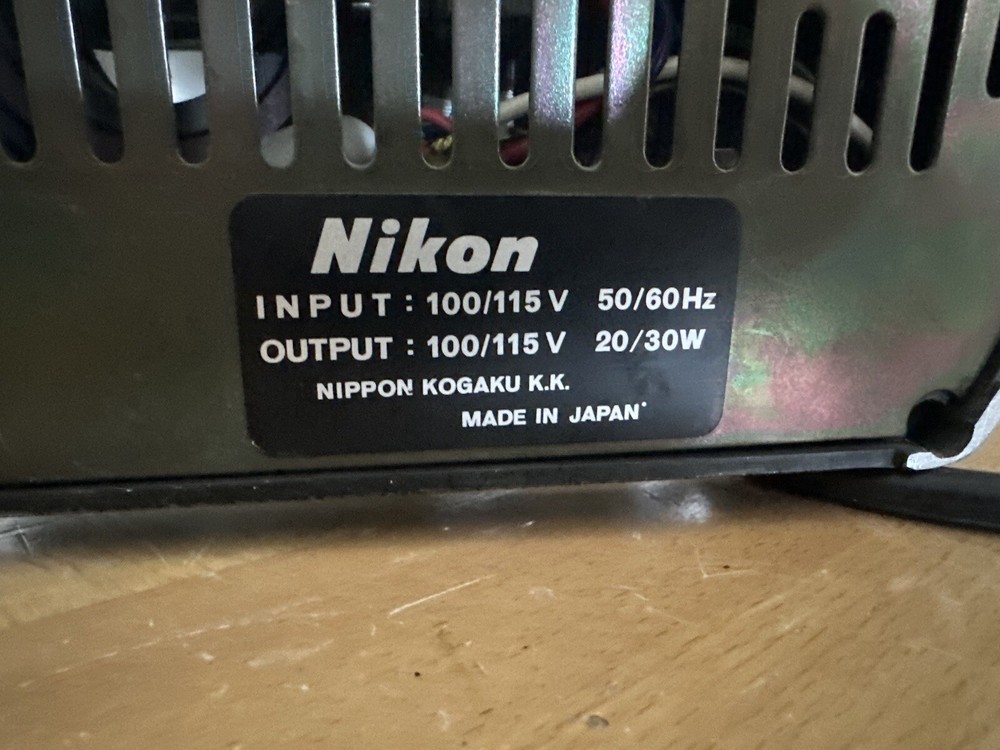 Nikon
INPUT : 100/115 V 50/60Hz
OUTPUT : 100/115 V 20/30W
NIPPON KOGAKU K.K.
MADE IN JAPAN